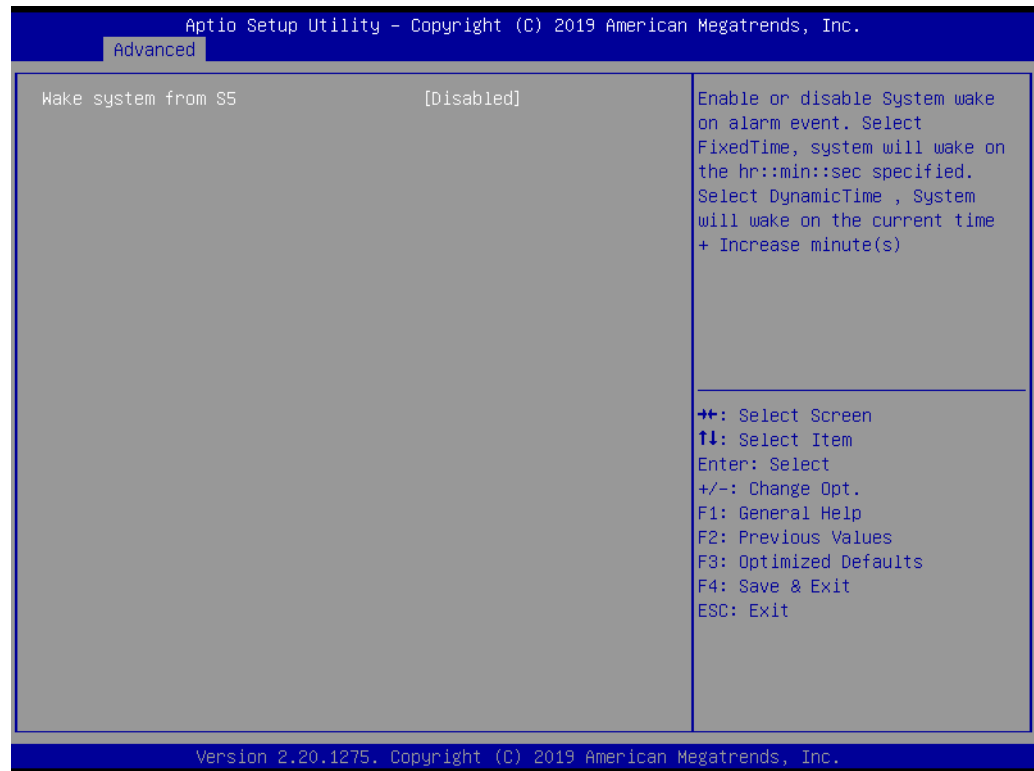 Aptio Setup Utility – Copyright (C) 2019 American Megatrends, Inc.
Advanced
Wake system from S5 [Disabled]
Enable or disable System wake
on alarm event. Select
FixedTime, system will wake on
the hr::min::sec specified.
Select DynamicTime , System
will wake on the current time
+ Increase minute(s)
→←: Select Screen
↑↓: Select Item
Enter: Select
+/-: Change Opt.
F1: General Help
F2: Previous Values
F3: Optimized Defaults
F4: Save & Exit
ESC: Exit
Version 2.20.1275. Copyright (C) 2019 American Megatrends, Inc.